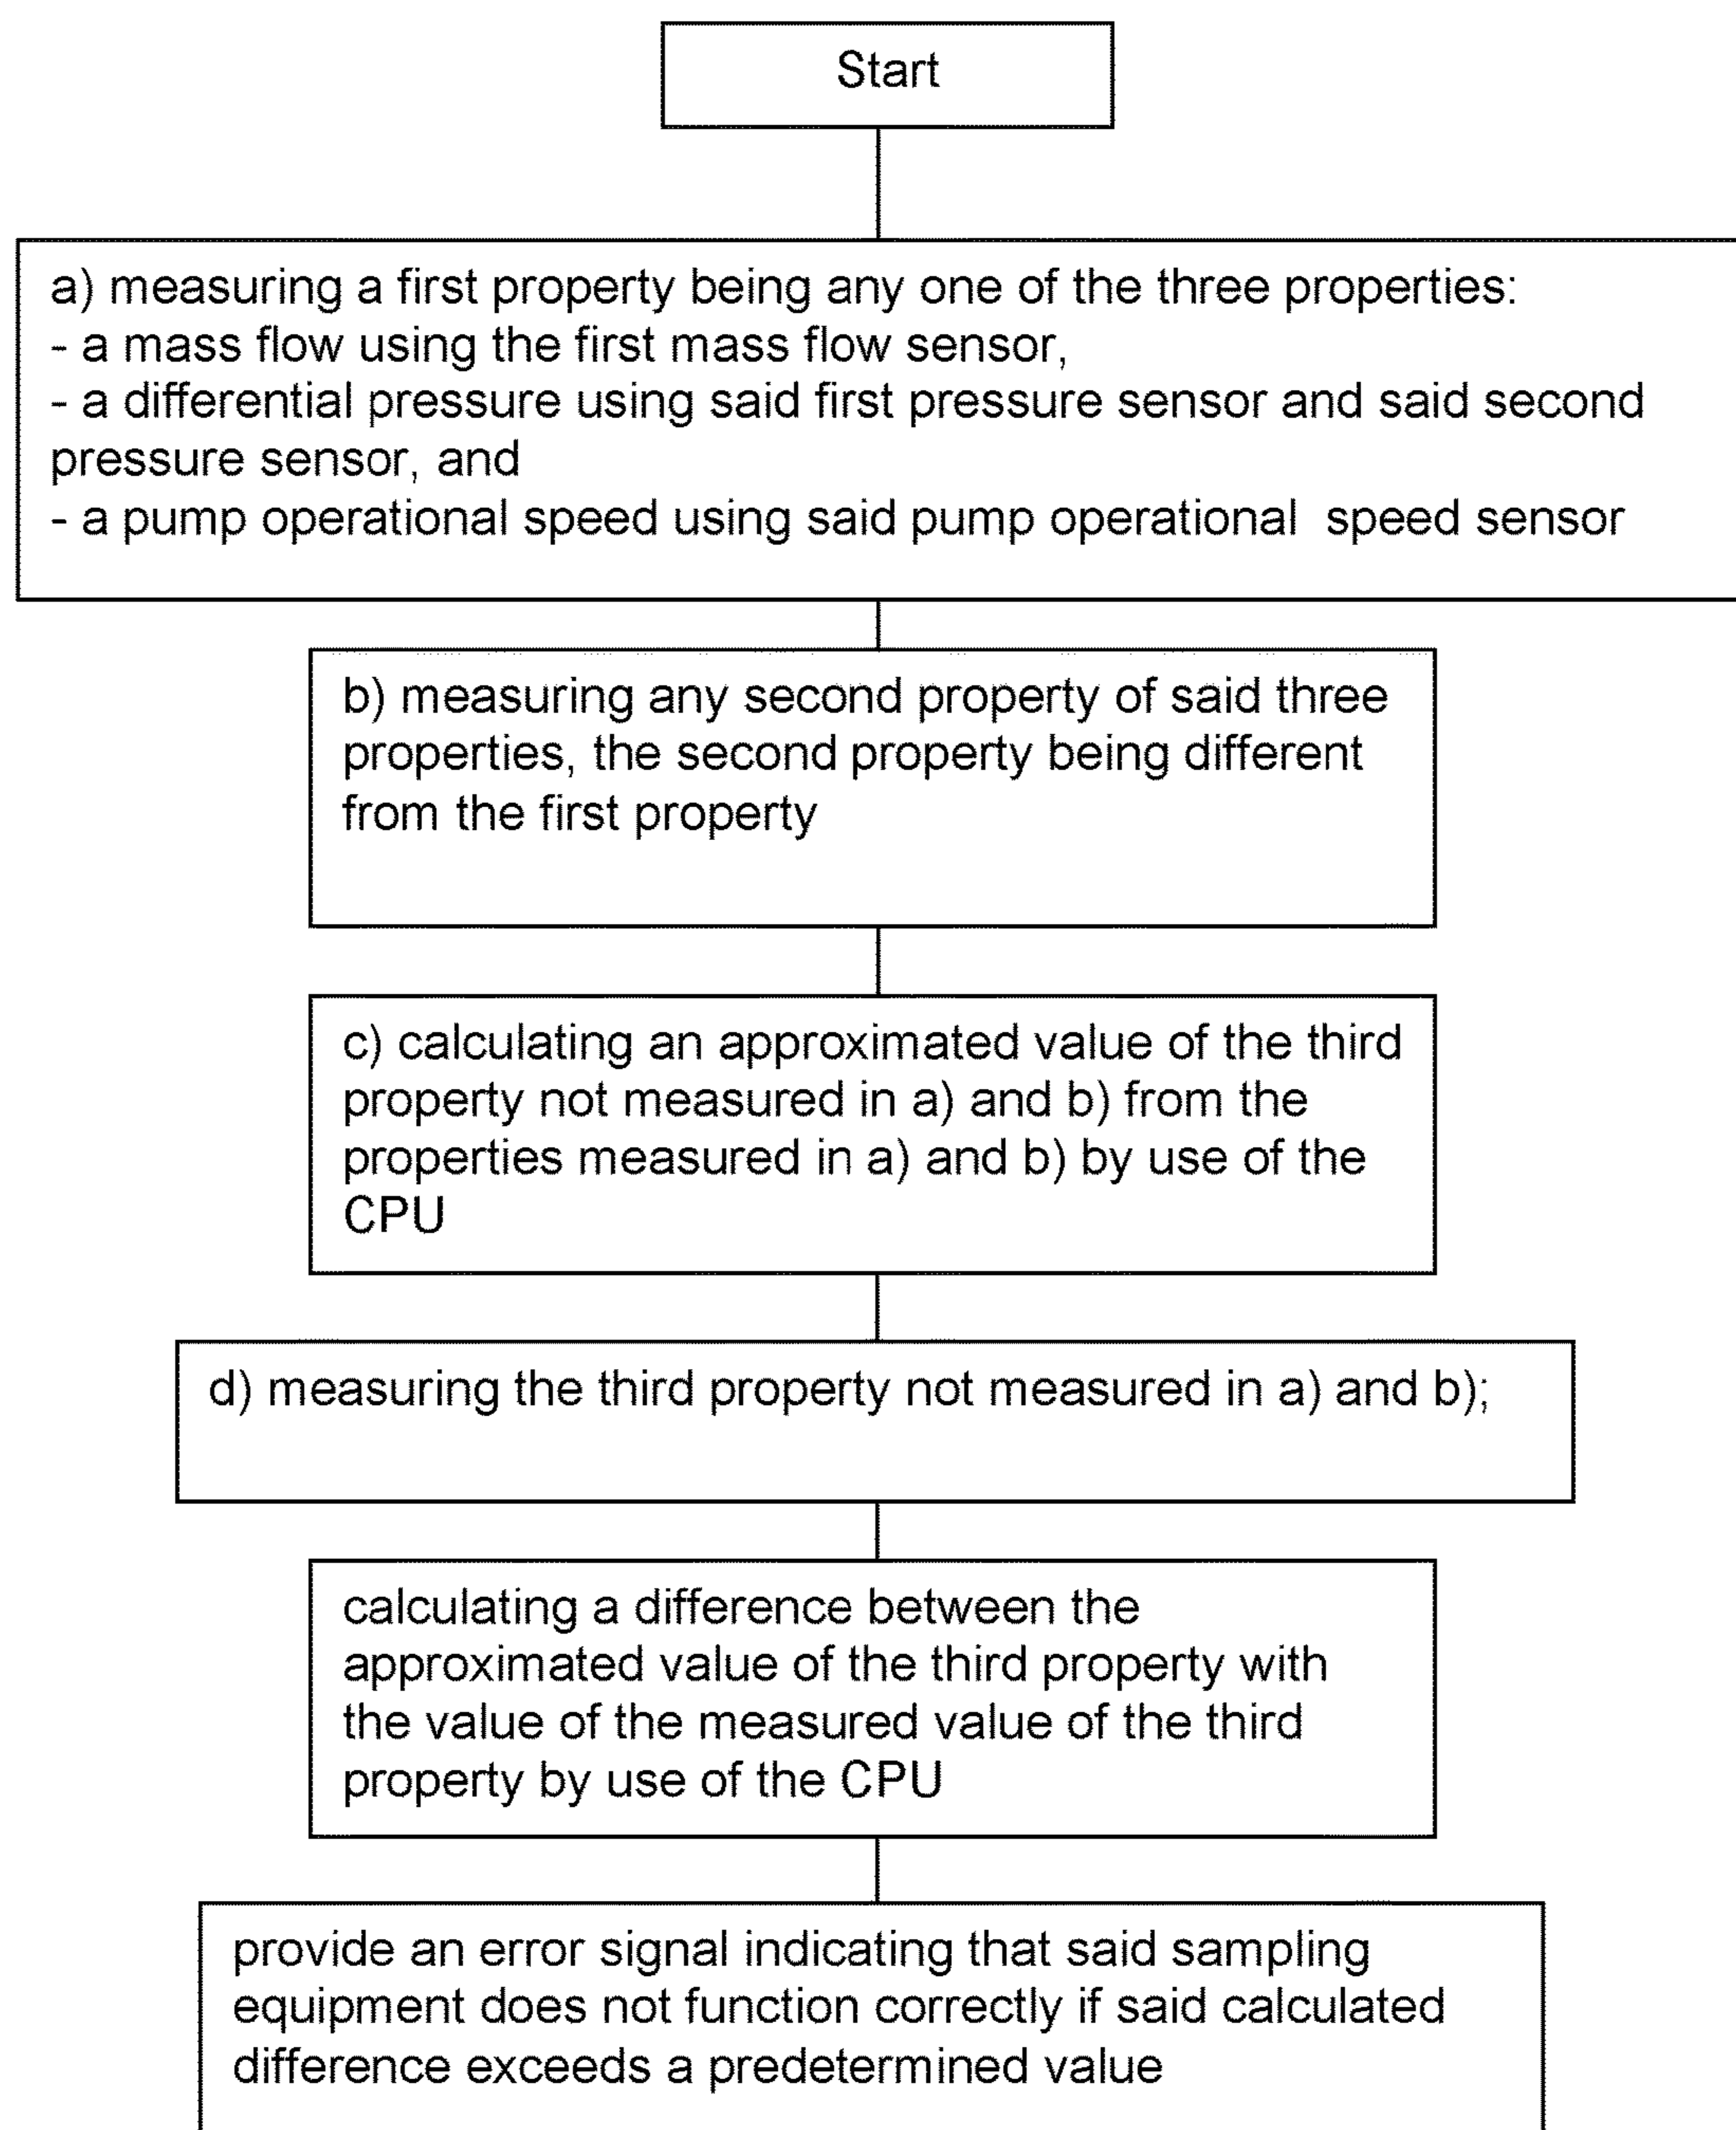 Start
a) measuring a first property being any one of the three properties:
- a mass flow using the first mass flow sensor,
- a differential pressure using said first pressure sensor and said second
pressure sensor, and
- a pump operational speed using said pump operational speed sensor
b) measuring any second property of said three
properties, the second property being different
from the first property
c) calculating an approximated value of the third
property not measured in a) and b) from the
properties measured in a) and b) by use of the
CPU
d) measuring the third property not measured in a) and b);
calculating a difference between the
approximated value of the third property with
the value of the measured value of the third
property by use of the CPU
provide an error signal indicating that said sampling
equipment does not function correctly if said calculated
difference exceeds a predetermined value